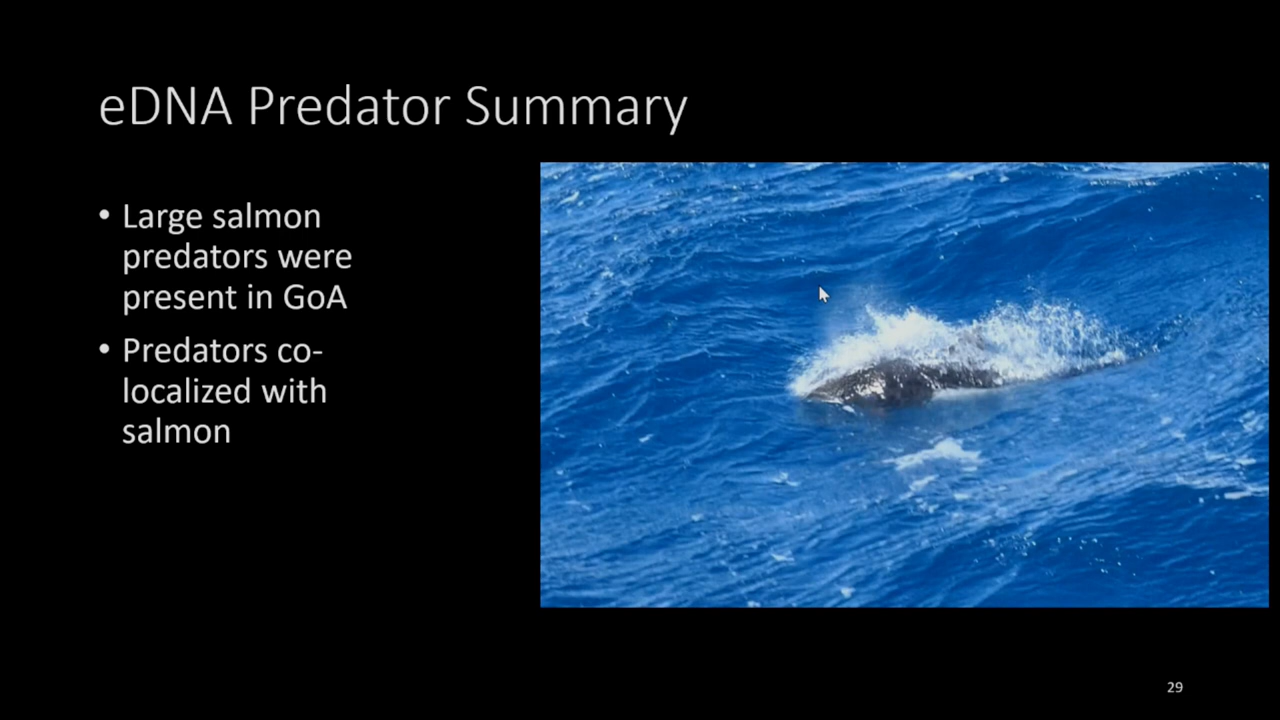 eDNA Predator Summary
• Large salmon
predators were
present in GoA
• Predators co-
localized with
salmon
29